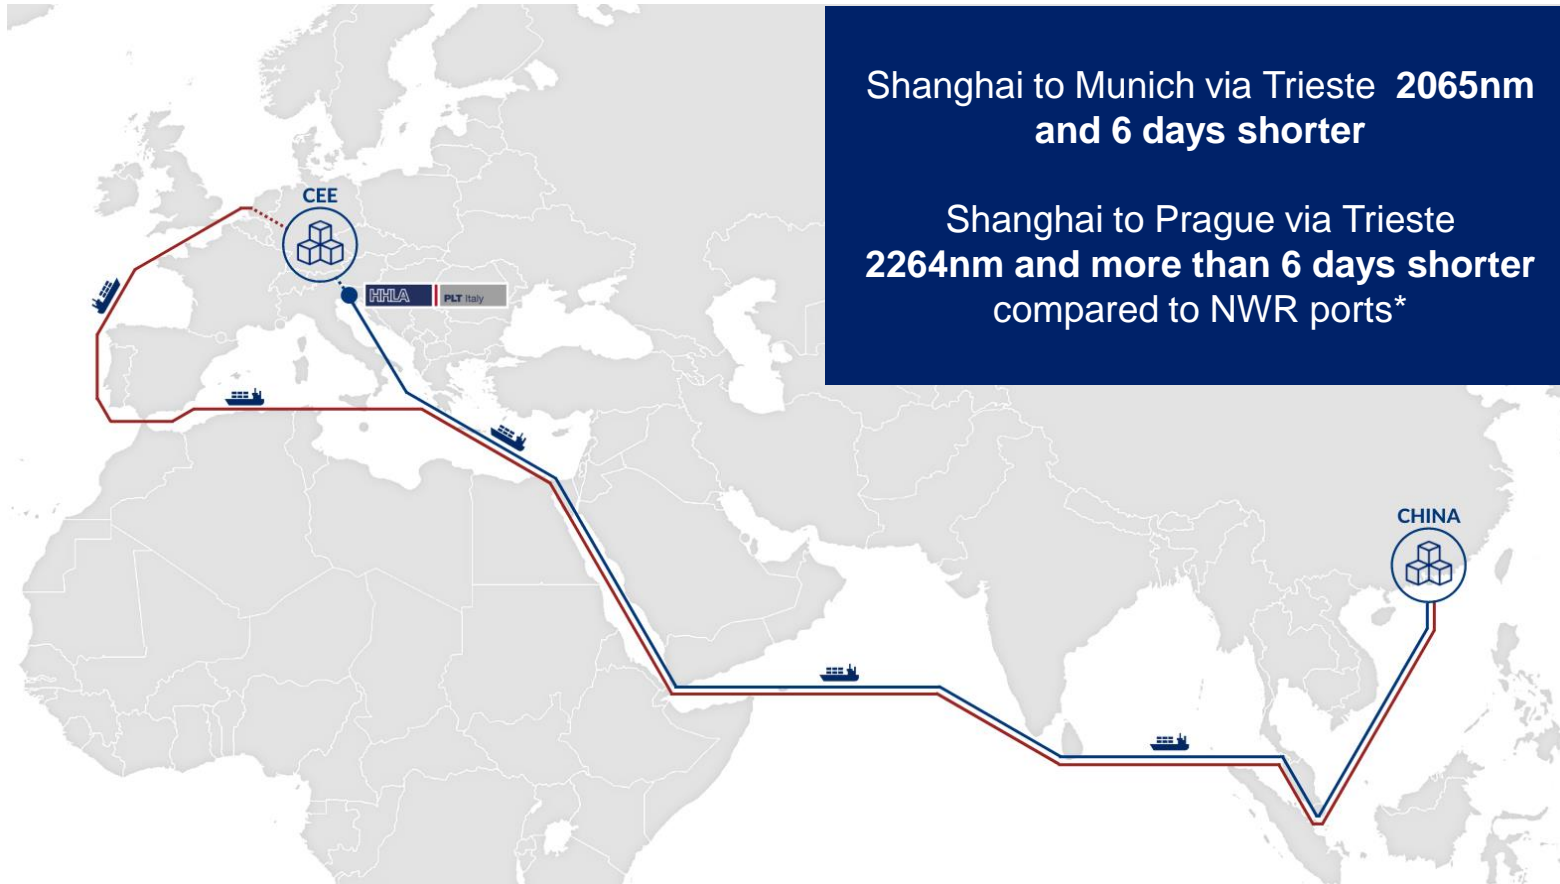 Shanghai to Munich via Trieste 2065nm
and 6 days shorter
Shanghai to Prague via Trieste
2264nm and more than 6 days shorter
compared to NWR ports*
CEE
HHLA PLT Italy
CHINA